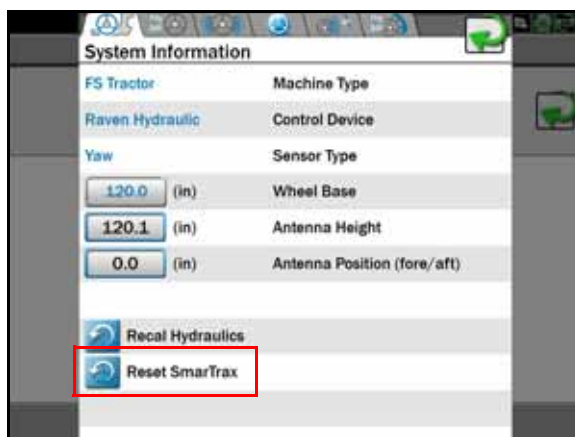 System Information
FS Tractor Machine Type
Raven Hydraulic Control Device
Yaw Sensor Type
120.0 (in) Wheel Base
120.1 (in) Antenna Height
0.0 (in) Antenna Position (fore/aft)
Recal Hydraulics
Reset SmarTrax